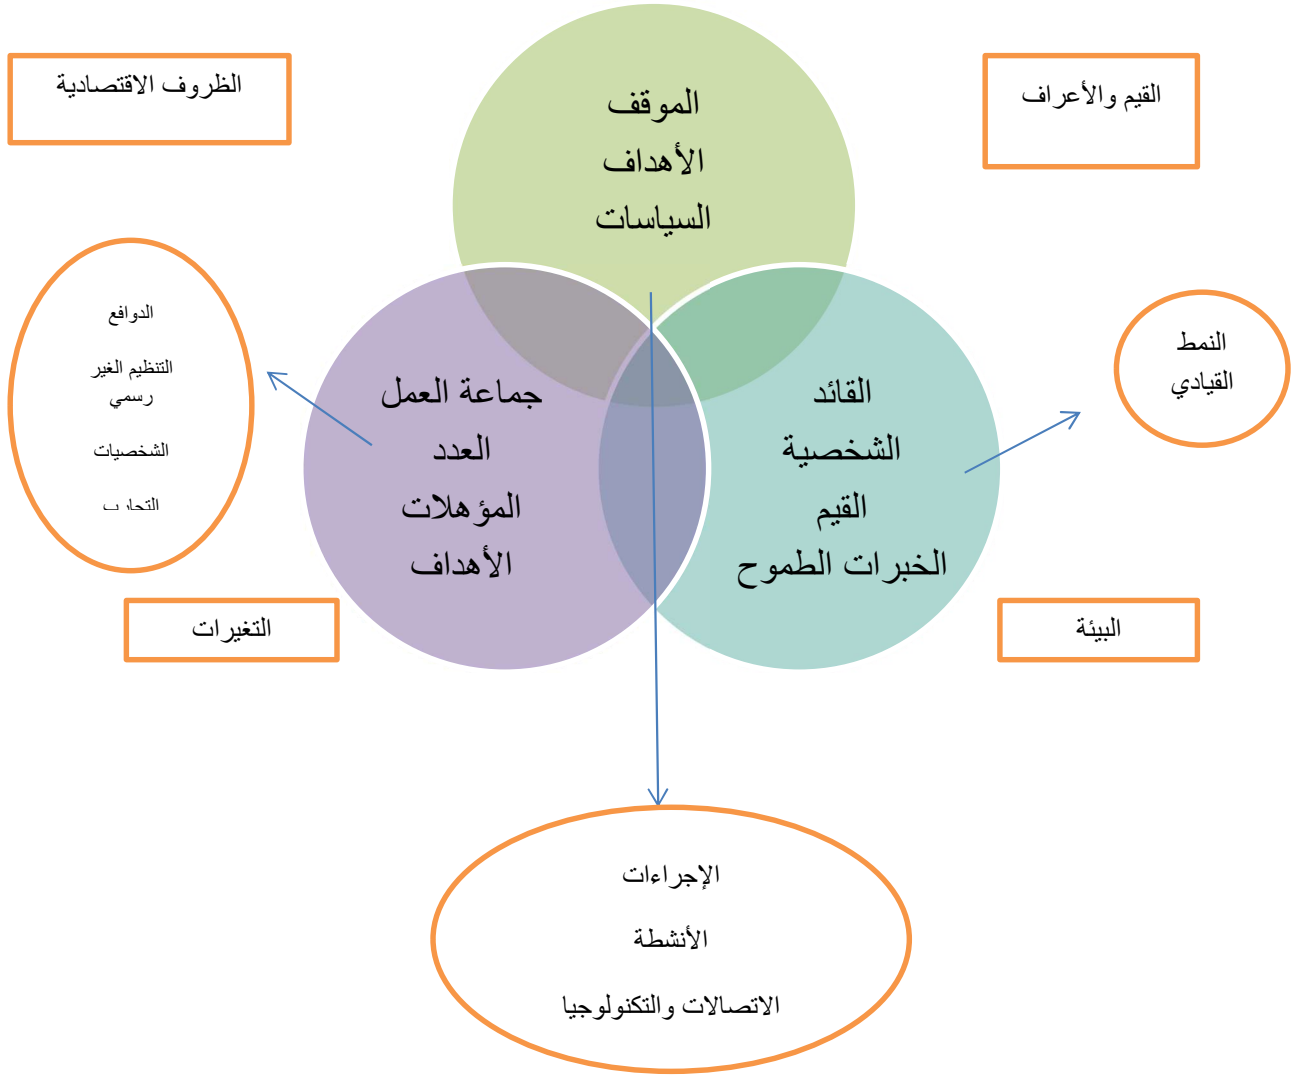 القيم والأعراف
الظروف الاقتصادية
الموقف
الأهداف
السياسات
النمط
القيادي
القائد
الشخصية
القيم
الخبرات الطموح
جماعة العمل
العدد
المؤهلات
الأهداف
الدوافع
التنظيم الغير
رسمي
الشخصيات
التجارب
البيئة
التغيرات
الإجراءات
الأنشطة
الاتصالات والتكنولوجيا